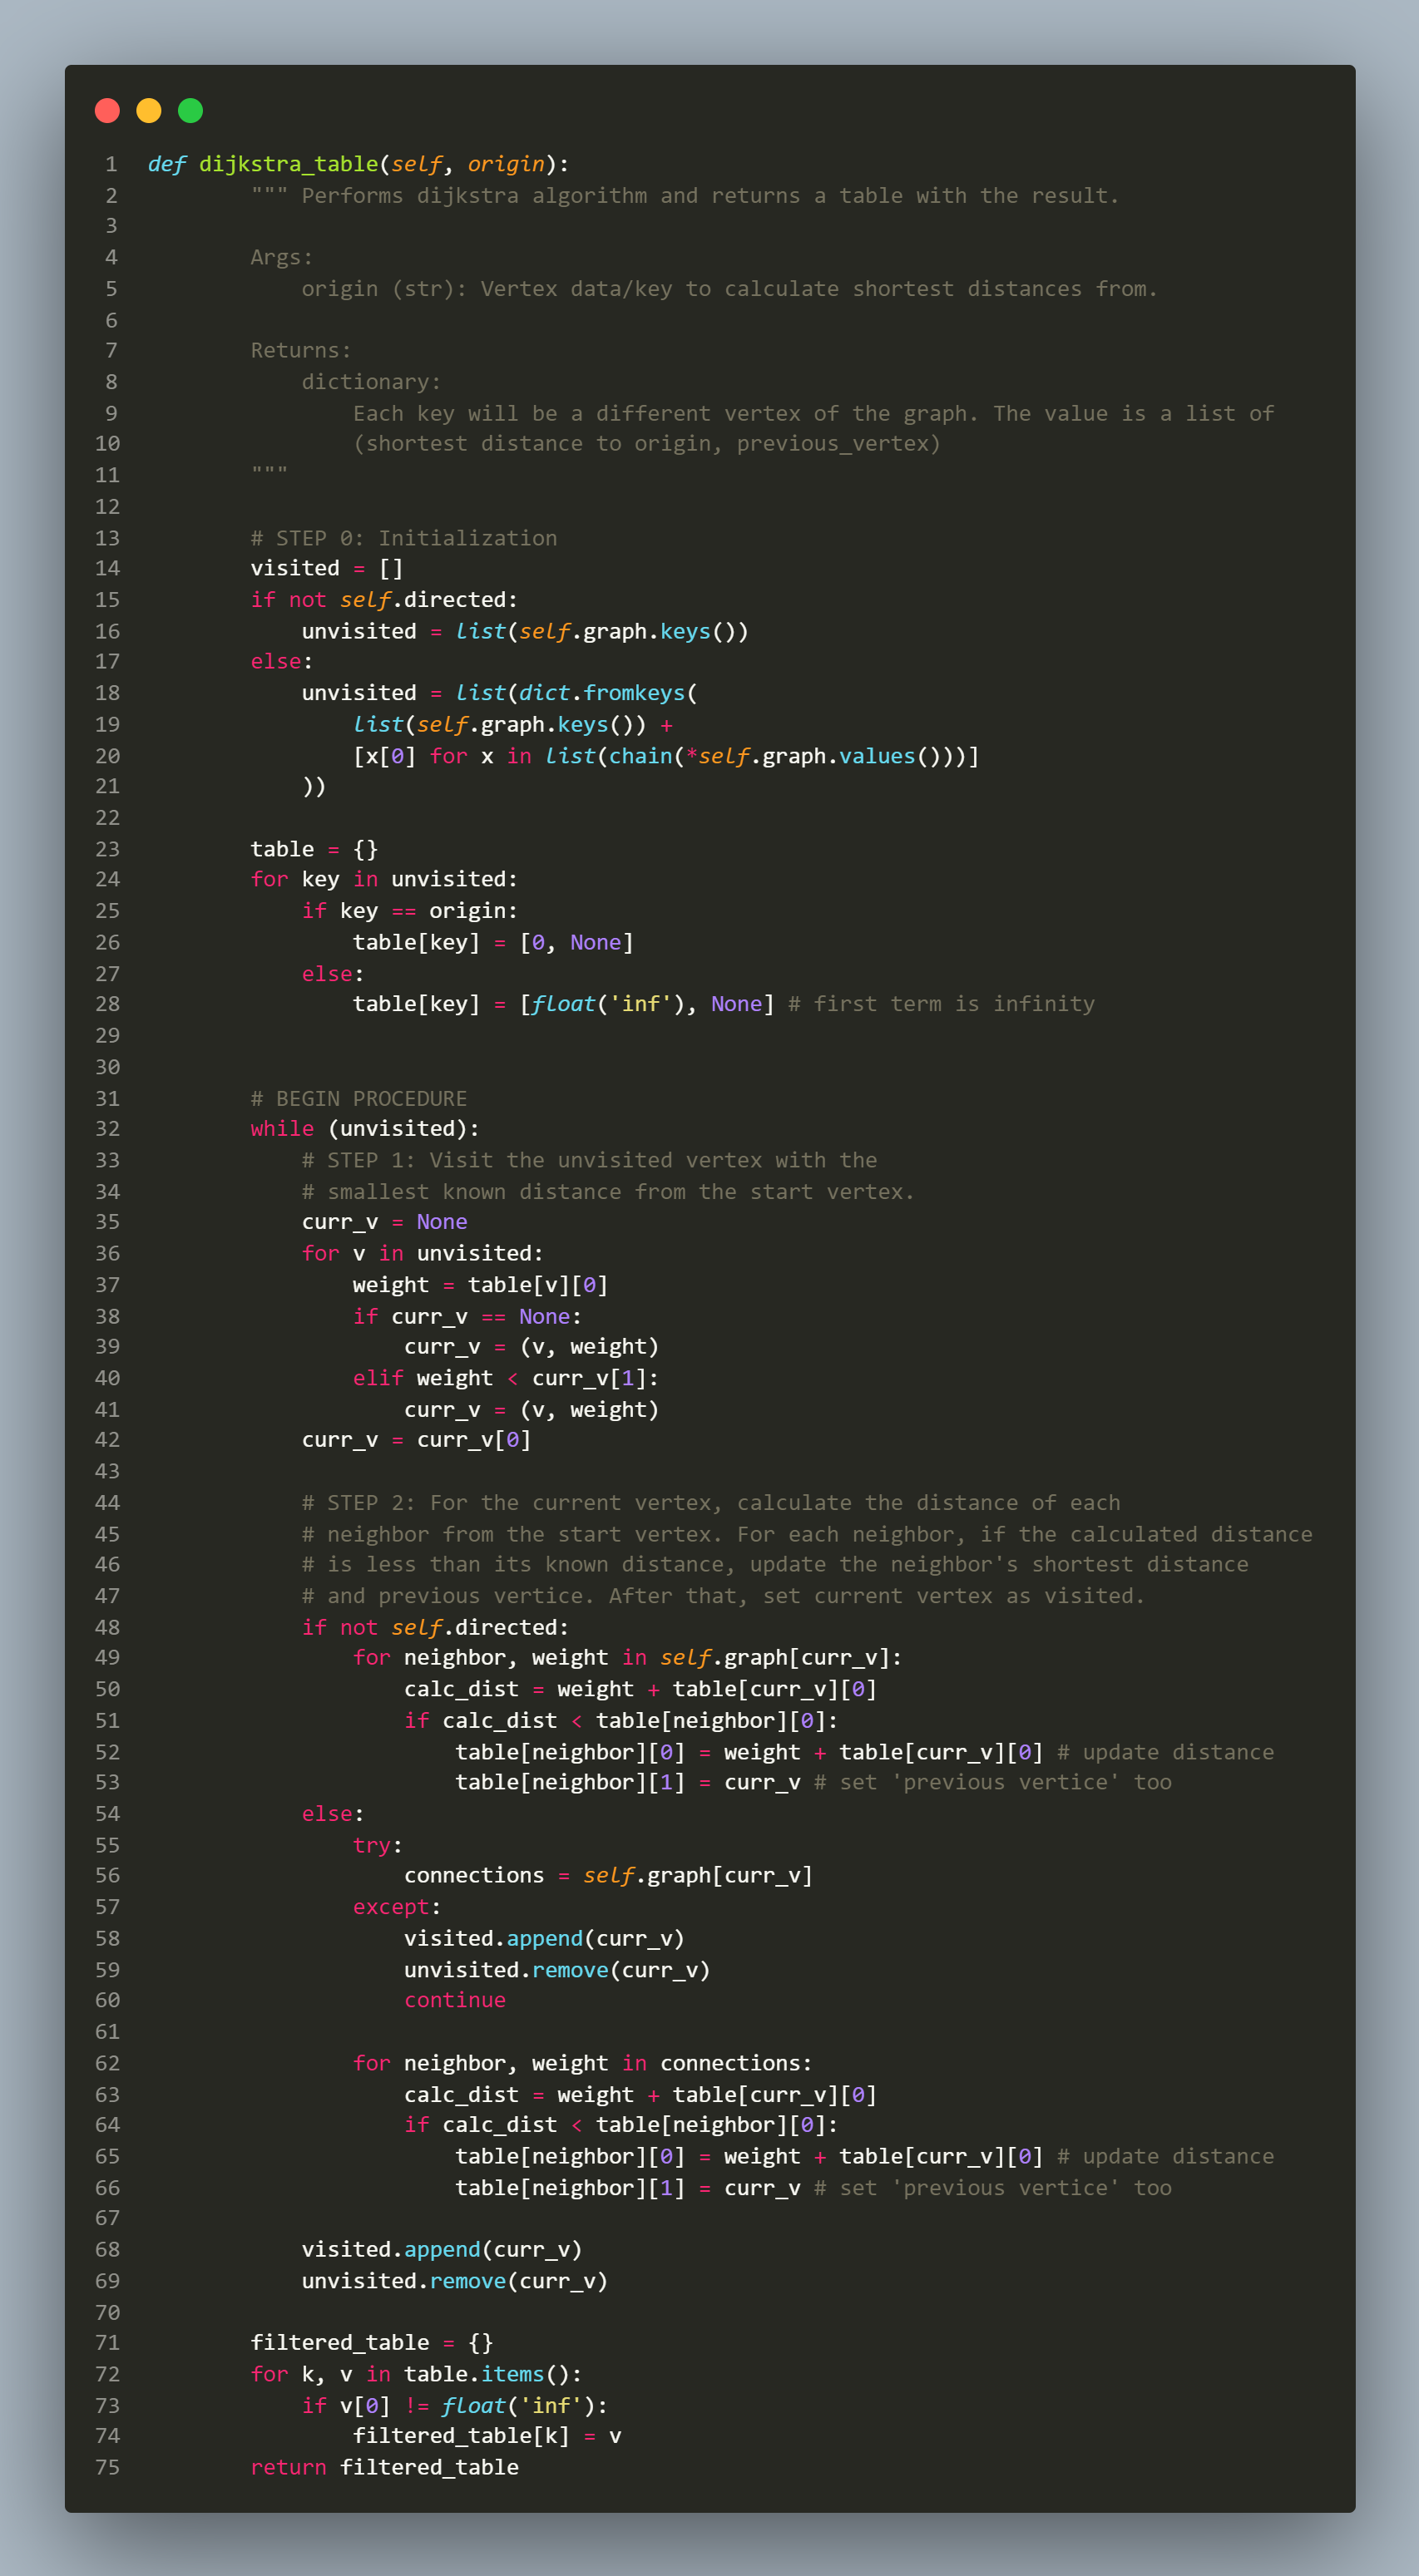 1 def dijkstra_table(self, origin):
2         """ Performs dijkstra algorithm and returns a table with the result.
3
4         Args:
5             origin (str): Vertex data/key to calculate shortest distances from.
6
7         Returns:
8             dictionary:
9                 Each key will be a different vertex of the graph. The value is a list of
10                 (shortest distance to origin, previous_vertex)
11         """
12
13         # STEP 0: Initialization
14         visited = []
15         if not self.directed:
16             unvisited = list(self.graph.keys())
17         else:
18             unvisited = list(dict.fromkeys(
19                 list(self.graph.keys()) +
20                 [x[0] for x in list(chain(*self.graph.values()))]
21             ))
22
23         table = {}
24         for key in unvisited:
25             if key == origin:
26                 table[key] = [0, None]
27             else:
28                 table[key] = [float('inf'), None] # first term is infinity
29
30
31         # BEGIN PROCEDURE
32         while (unvisited):
33             # STEP 1: Visit the unvisited vertex with the
34             # smallest known distance from the start vertex.
35             curr_v = None
36             for v in unvisited:
37                 weight = table[v][0]
38                 if curr_v == None:
39                     curr_v = (v, weight)
40                 elif weight < curr_v[1]:
41                     curr_v = (v, weight)
42             curr_v = curr_v[0]
43
44             # STEP 2: For the current vertex, calculate the distance of each
45             # neighbor from the start vertex. For each neighbor, if the calculated distance
46             # is less than its known distance, update the neighbor's shortest distance
47             # and previous vertice. After that, set current vertex as visited.
48             if not self.directed:
49                 for neighbor, weight in self.graph[curr_v]:
50                     calc_dist = weight + table[curr_v][0]
51                     if calc_dist < table[neighbor][0]:
52                         table[neighbor][0] = weight + table[curr_v][0] # update distance
53                         table[neighbor][1] = curr_v # set 'previous vertice' too
54             else:
55                 try:
56                     connections = self.graph[curr_v]
57                 except:
58                     visited.append(curr_v)
59                     unvisited.remove(curr_v)
60                     continue
61
62                 for neighbor, weight in connections:
63                     calc_dist = weight + table[curr_v][0]
64                     if calc_dist < table[neighbor][0]:
65                         table[neighbor][0] = weight + table[curr_v][0] # update distance
66                         table[neighbor][1] = curr_v # set 'previous vertice' too
67
68             visited.append(curr_v)
69             unvisited.remove(curr_v)
70
71         filtered_table = {}
72         for k, v in table.items():
73             if v[0] != float('inf'):
74                 filtered_table[k] = v
75         return filtered_table